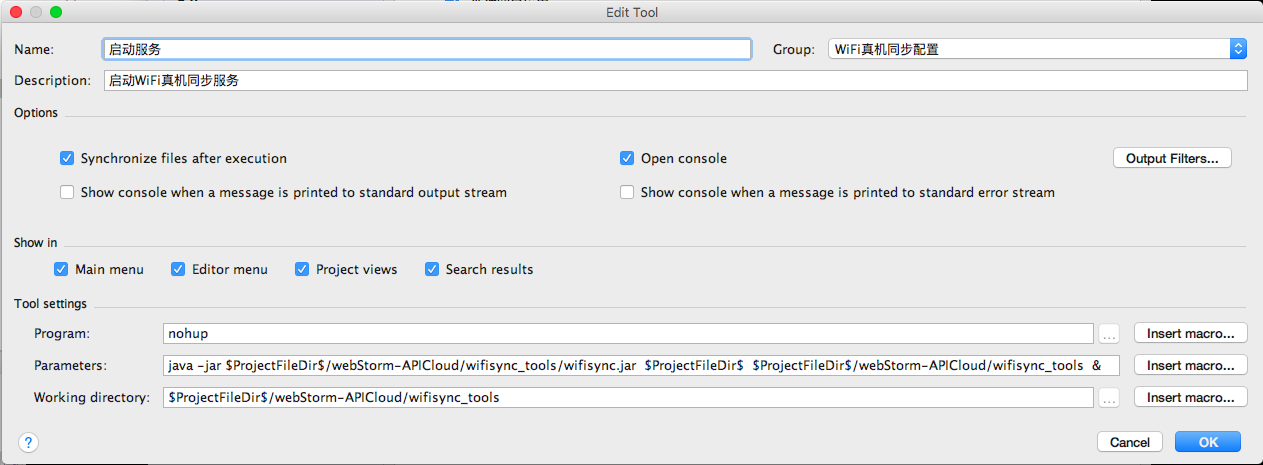 Edit Tool
Name: 启动服务 Group: WiFi真机同步配置
Description: 启动WiFi真机同步服务
Options
Synchronize files after execution Open console Output Filters...
Show console when a message is printed to standard output stream Show console when a message is printed to standard error stream
Show in
Main menu Editor menu Project views Search results
Tool settings
Program: nohup ... Insert macro...
Parameters: java -jar $ProjectFileDir$/webStorm-APICloud/wifisync_tools/wifisync.jar $ProjectFileDir$ $ProjectFileDir$/webStorm-APICloud/wifisync_tools & Insert macro...
Working directory: $ProjectFileDir$/webStorm-APICloud/wifisync_tools ... Insert macro...
? Cancel OK